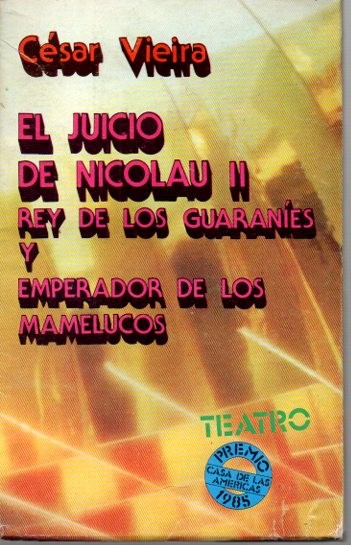 César Vieira
EL JUICIO
DE NICOLAU II
REY DE LOS GUARANÍES
Y
EMPERADOR DE LOS
MAMELUCOS
TEATRO
PREMIO
CASA DE LAS
AMERICAS
1985